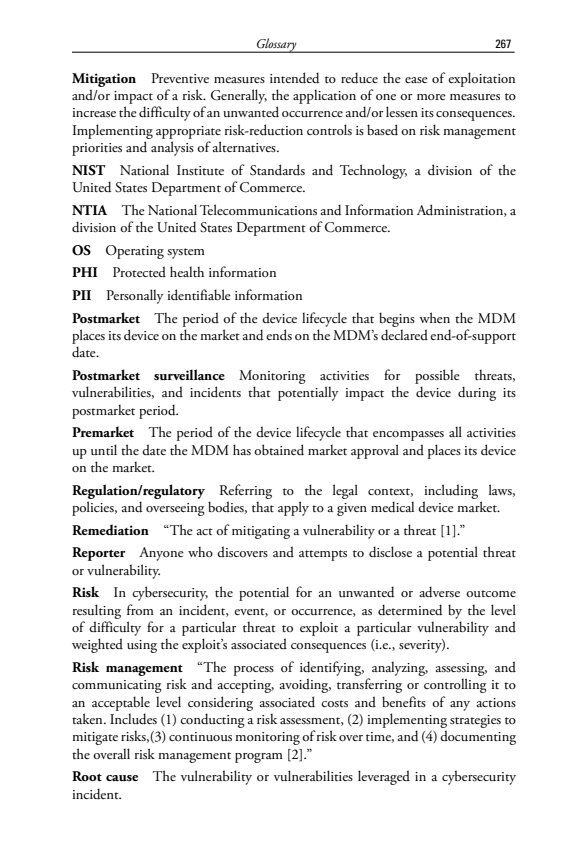 Glossary 267
Mitigation Preventive measures intended to reduce the ease of exploitation
and/or impact of a risk. Generally, the application of one or more measures to
increase the difficulty of an unwanted occurrence and/or lessen its consequences.
Implementing appropriate risk-reduction controls is based on risk management
priorities and analysis of alternatives.
NIST National Institute of Standards and Technology, a division of the
United States Department of Commerce.
NTIA The National Telecommunications and Information Administration, a
division of the United States Department of Commerce.
OS Operating system
PHI Protected health information
PII Personally identifiable information
Postmarket The period of the device lifecycle that begins when the MDM
places its device on the market and ends on the MDM’s declared end-of-support
date.
Postmarket surveillance Monitoring activities for possible threats,
vulnerabilities, and incidents that potentially impact the device during its
postmarket period.
Premarket The period of the device lifecycle that encompasses all activities
up until the date the MDM has obtained market approval and places its device
on the market.
Regulation/regulatory Referring to the legal context, including laws,
policies, and overseeing bodies, that apply to a given medical device market.
Remediation “The act of mitigating a vulnerability or a threat [1].”
Reporter Anyone who discovers and attempts to disclose a potential threat
or vulnerability.
Risk In cybersecurity, the potential for an unwanted or adverse outcome
resulting from an incident, event, or occurrence, as determined by the level
of difficulty for a particular threat to exploit a particular vulnerability and
weighted using the exploit’s associated consequences (i.e., severity).
Risk management “The process of identifying, analyzing, assessing, and
communicating risk and accepting, avoiding, transferring or controlling it to
an acceptable level considering associated costs and benefits of any actions
taken. Includes (1) conducting a risk assessment, (2) implementing strategies to
mitigate risks,(3) continuous monitoring of risk over time, and (4) documenting
the overall risk management program [2].”
Root cause The vulnerability or vulnerabilities leveraged in a cybersecurity
incident.